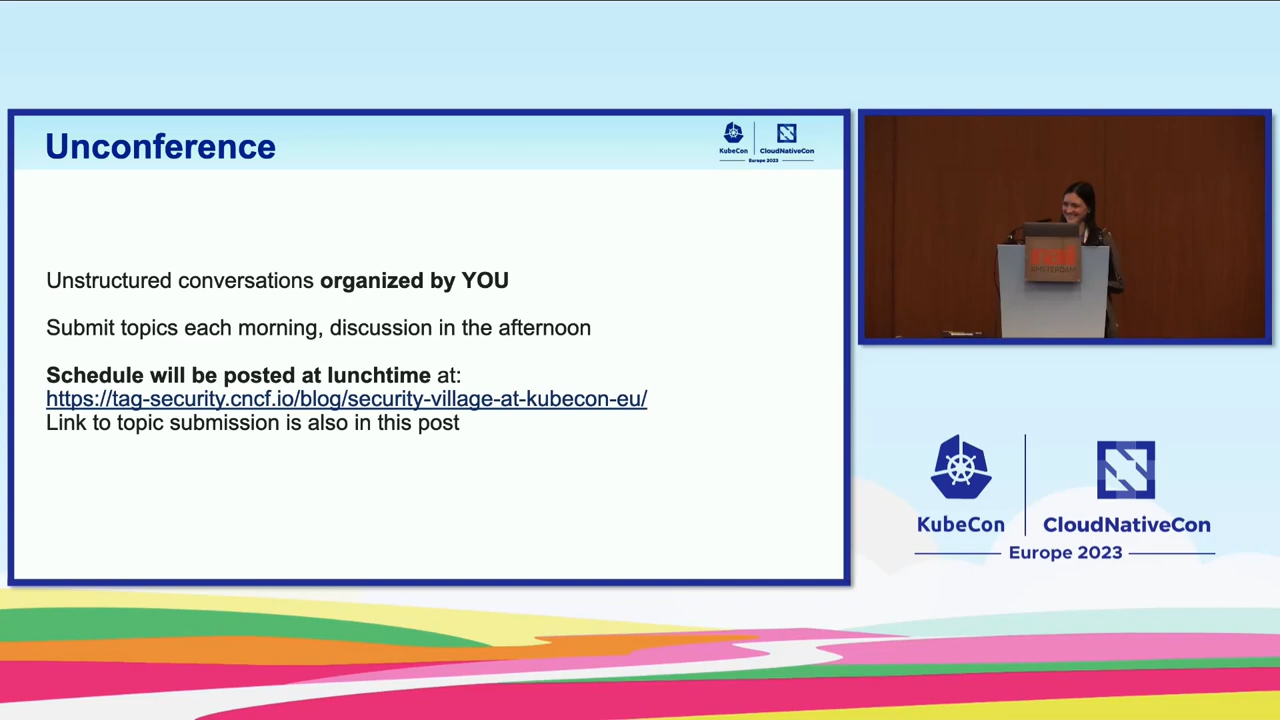 Unconference
KubeCon
CloudNativeCon
Europe 2023
Unstructured conversations organized by YOU
Submit topics each morning, discussion in the afternoon
Schedule will be posted at lunchtime at:
https://tag-security.cncf.io/blog/security-village-at-kubecon-eu/
Link to topic submission is also in this post
rai
AMSTERDAM
KubeCon
CloudNativeCon
Europe 2023